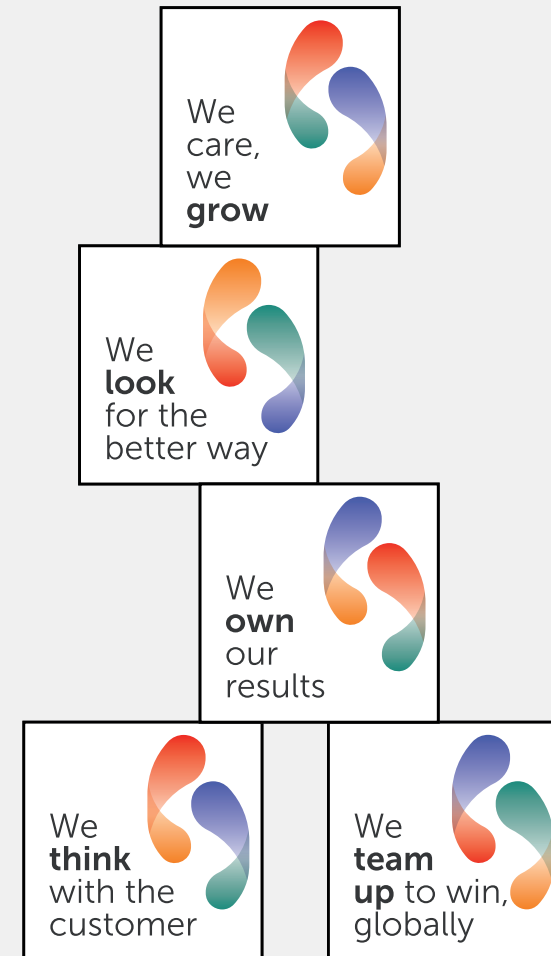 We
care,
we
grow
We
look
for the
better way
We
own
our
results
We
think
with the
customer
We
team
up to win,
globally